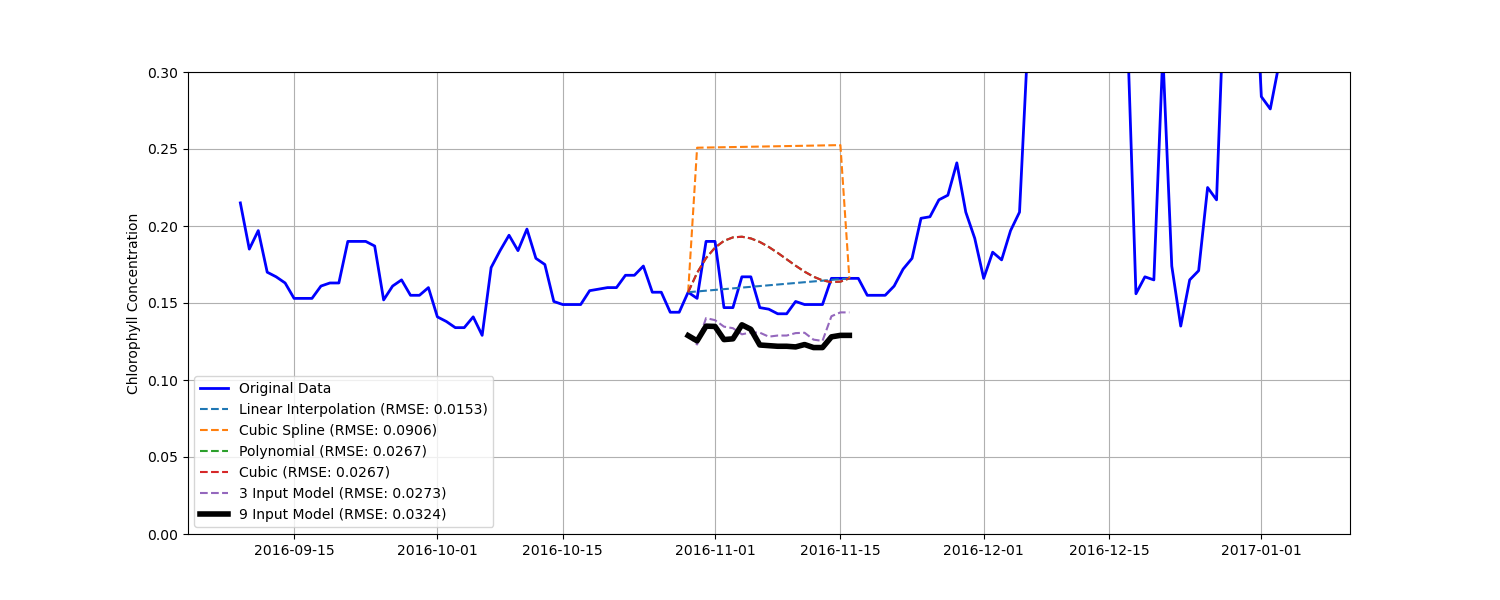 0.30
0.25
0.20
0.15
0.10
0.05
0.00
Chlorophyll Concentration
Original Data
Linear Interpolation (RMSE: 0.0153)
Cubic Spline (RMSE: 0.0906)
Polynomial (RMSE: 0.0267)
Cubic (RMSE: 0.0267)
3 Input Model (RMSE: 0.0273)
9 Input Model (RMSE: 0.0324)
2016-09-15 2016-10-01 2016-10-15 2016-11-01 2016-11-15 2016-12-01 2016-12-15 2017-01-01